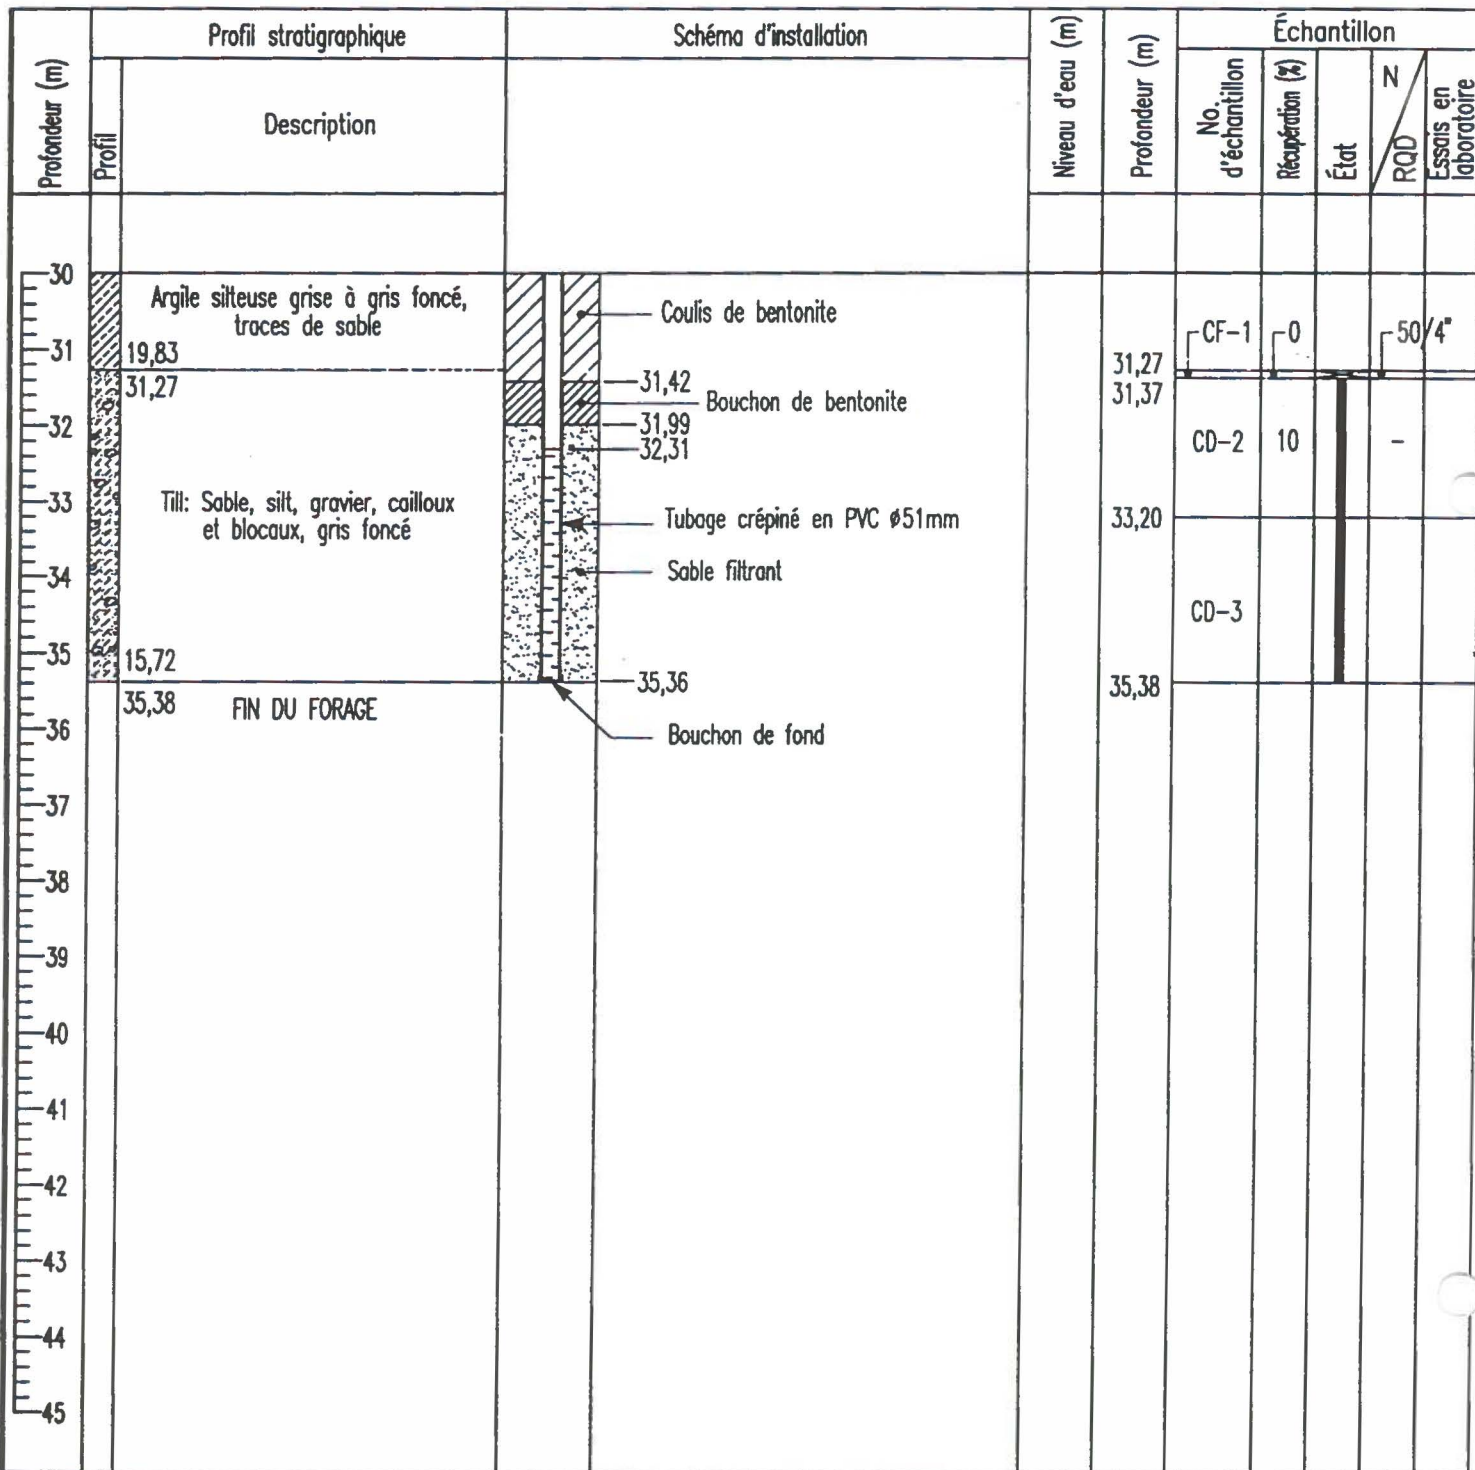 Profil stratigraphique
Schéma d'installation
Niveau d'eau (m)
Profondeur (m)
Échantillon
Profondeur (m)
Profil
Description
No.
d'échantillon
Récupération (%)
État
N
RQD
Essais en
laboratoire
30
Argile silteuse grise à gris foncé,
traces de sable
Coulis de bentonite
CF-1
0
50/4"
31
19,83
31,27
31,27
31,42
31,37
Bouchon de bentonite
31,99
32
32,31
CD-2
10
-
33
Till: Sable, silt, gravier, cailloux
et blocaux, gris foncé
Tubage crépiné en PVC ø51mm
33,20
34
Sable filtrant
CD-3
35
15,72
35,36
35,38
35,38
FIN DU FORAGE
36
Bouchon de fond
37
38
39
40
41
42
43
44
45